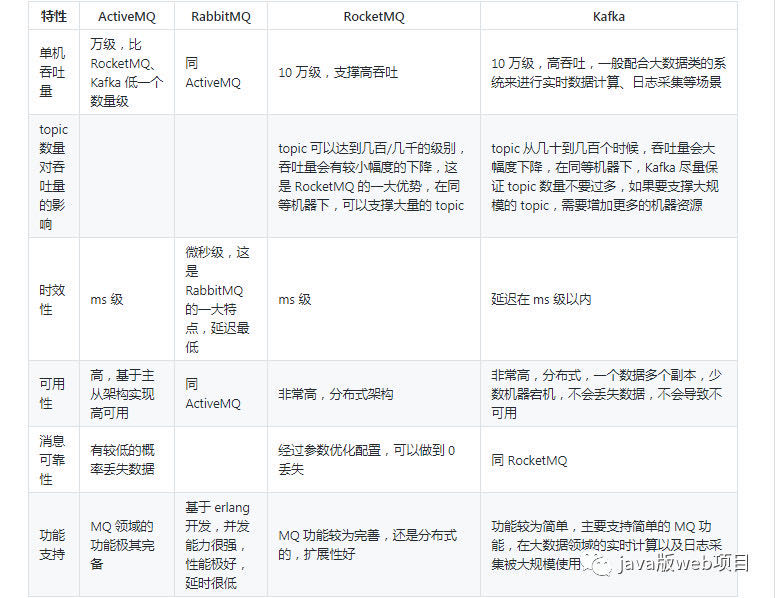 特性 ActiveMQ RabbitMQ RocketMQ Kafka
单机
吞吐
量
万级，比
RocketMQ、
Kafka 低一个
数量级
同
ActiveMQ
10 万级，支撑高吞吐
10 万级，高吞吐，一般配合大数据类的系
统来进行实时数据计算、日志采集等场景
topic
数量
对吞
吐量
的影
响
topic 可以达到几百/几千的级别，
吞吐量会有较小幅度的下降，这
是 RocketMQ 的一大优势，在同
等机器下，可以支撑大量的 topic
topic 从几十到几百个时候，吞吐量会大
幅度下降，在同等机器下，Kafka 尽量保
证 topic 数量不要过多，如果要支撑大规
模的 topic，需要增加更多的机器资源
时效
性
ms 级
微秒级，这
是
RabbitMQ
的一大特
点，延迟最
低
ms 级
延迟在 ms 级以内
可用
性
高，基于主
从架构实现
高可用
同
ActiveMQ
非常高，分布式架构
非常高，分布式，一个数据多个副本，少
数机器宕机，不会丢失数据，不会导致不
可用
消息
可靠
性
有较低的概
率丢失数据
经过参数优化配置，可以做到 0
丢失
同 RocketMQ
功能
支持
MQ 领域的
功能极其完
备
基于 erlang
开发，并发
能力很强，
性能极好，
延时很低
MQ 功能较为完善，还是分布式
的，扩展性好
功能较为简单，主要支持简单的 MQ 功
能，在大数据领域的实时计算以及日志采
集被大规模使用
java版web项目